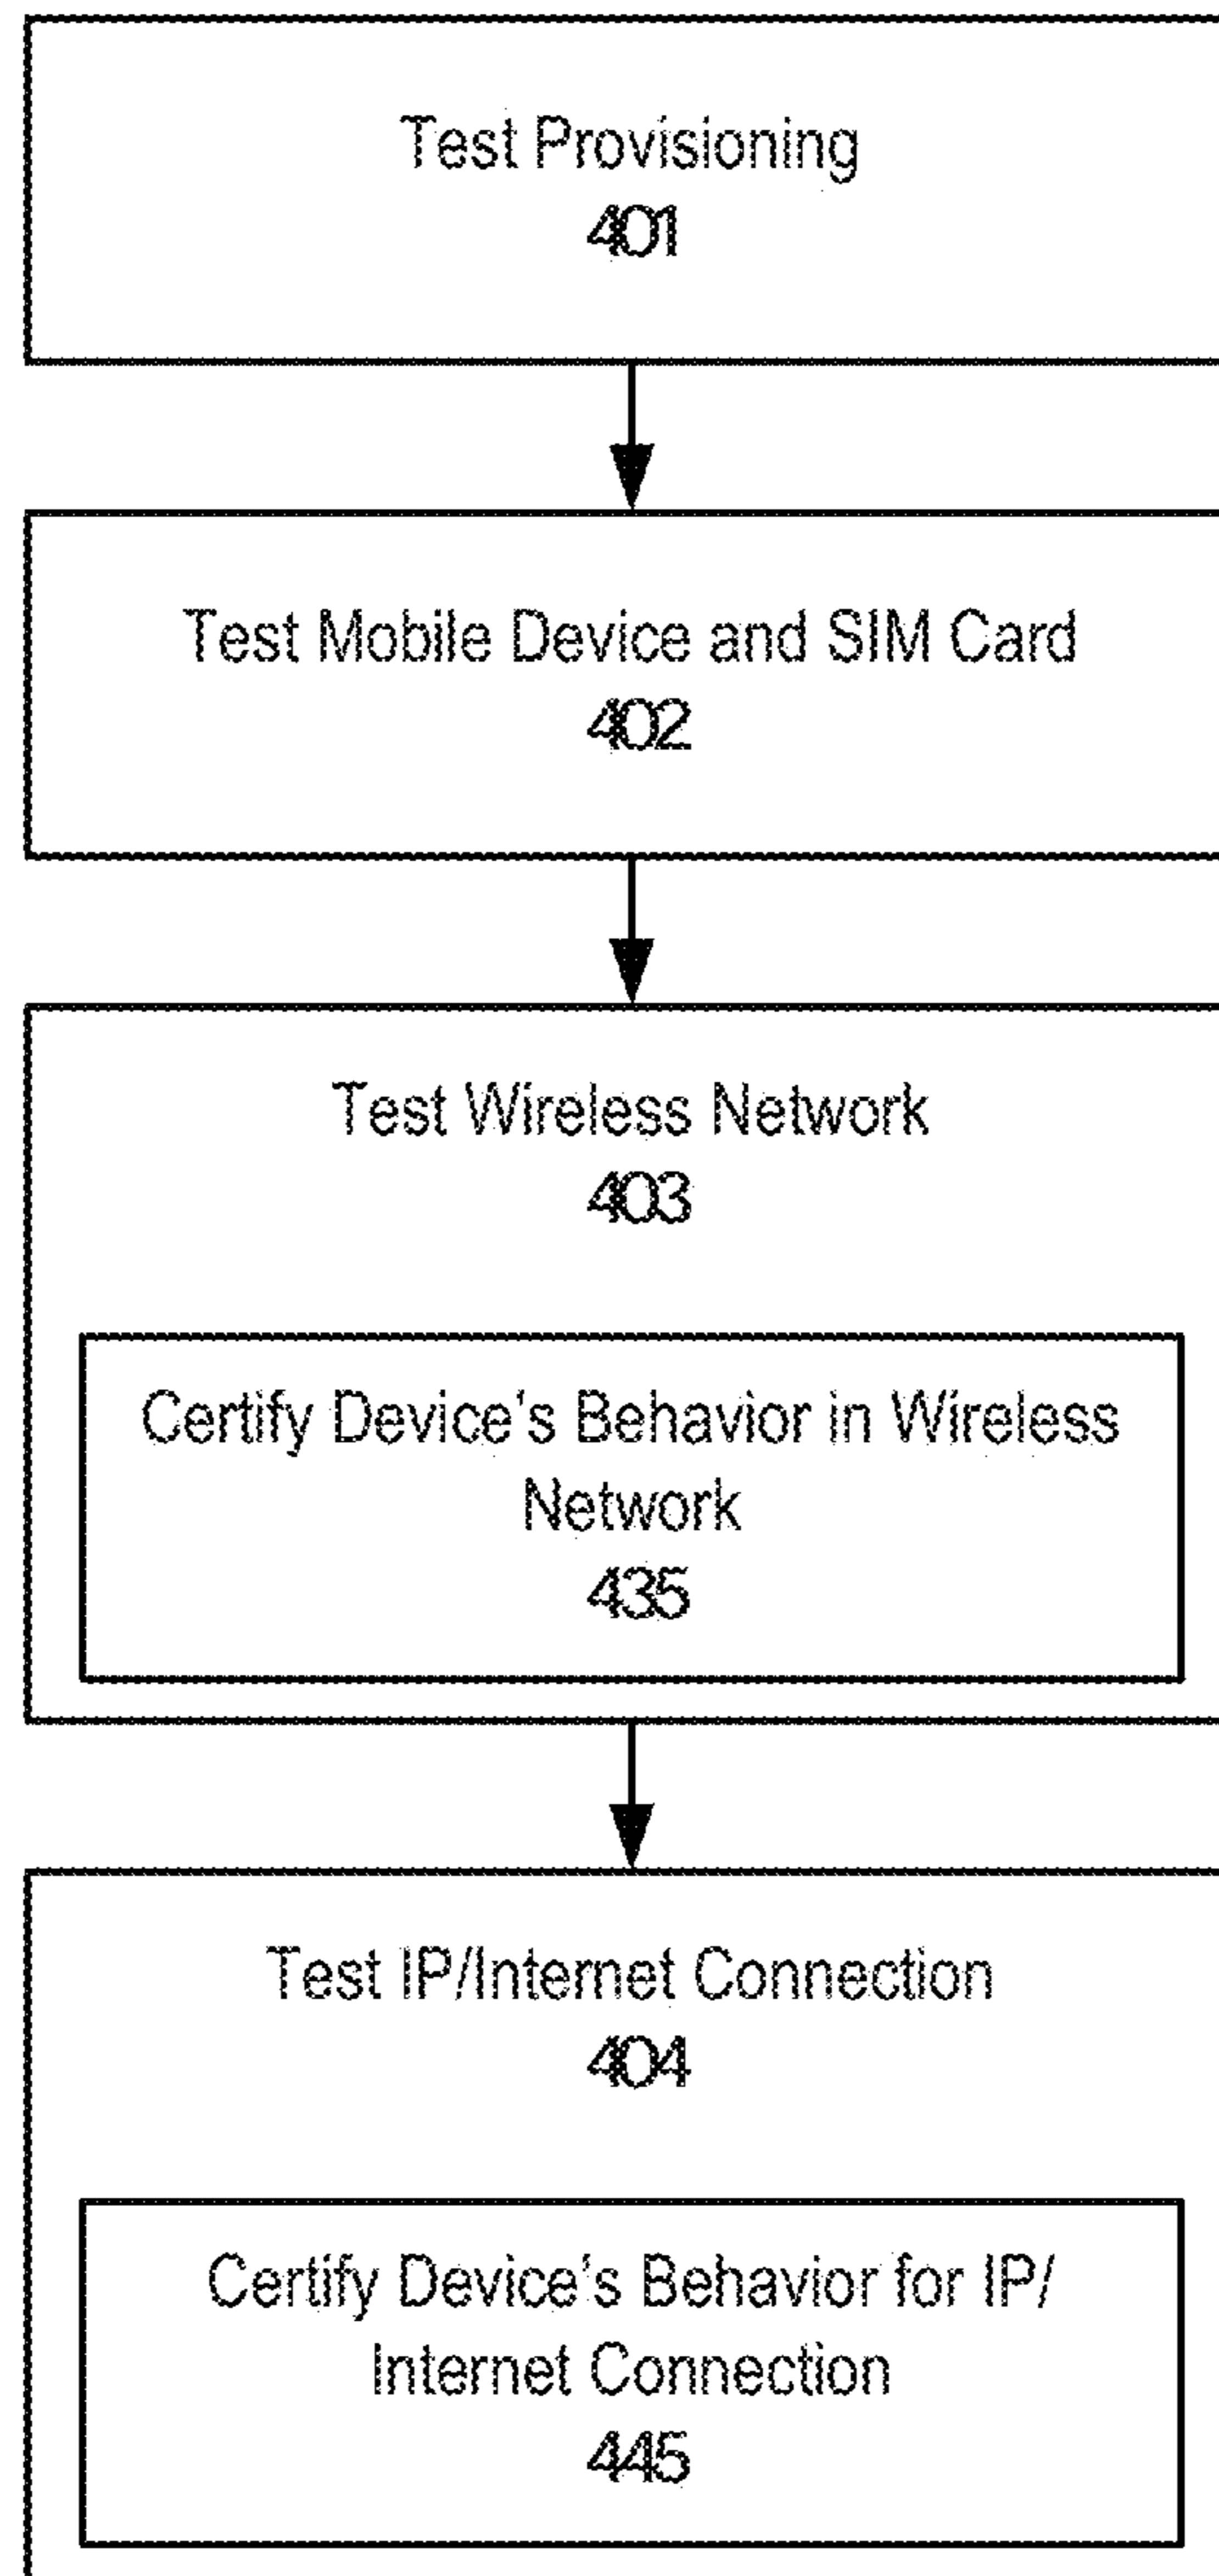 Test Provisioning
401
Test Mobile Device and SIM Card
402
Test Wireless Network
403
Certify Device's Behavior in Wireless
Network
435
Test IP/Internet Connection
404
Certify Device's Behavior for IP/
Internet Connection
445